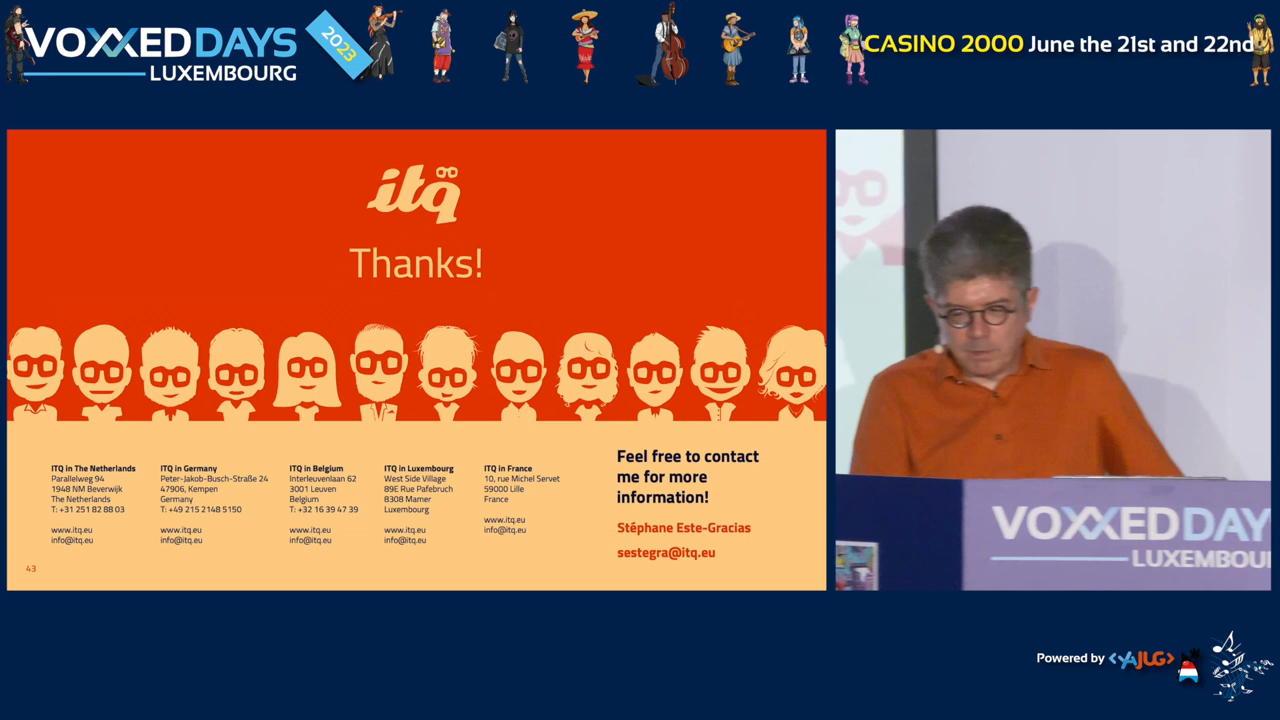 VOXXED DAYS
LUXEMBOURG
2023
CASINO 2000 June the 21st and 22nd
itq
Thanks!
ITQ in The Netherlands
Parallelweg 94
1948 NM Beverwijk
The Netherlands
T: +31 251 82 88 03
www.itq.eu
info@itq.eu
ITQ in Germany
Peter-Jakob-Busch-Straße 24
47906, Kempen
Germany
T: +49 215 2148 5150
www.itq.eu
info@itq.eu
ITQ in Belgium
Interleuvenlaan 62
3001 Leuven
Belgium
T: +32 16 39 47 39
www.itq.eu
info@itq.eu
ITQ in Luxembourg
West Side Village
89E Rue Pafebruch
8308 Mamer
Luxembourg
www.itq.eu
info@itq.eu
ITQ in France
10, rue Michel Servet
59000 Lille
France
www.itq.eu
info@itq.eu
Feel free to contact
me for more
information!
Stéphane Este-Gracias
sestegra@itq.eu
43
VOXXED DAY
LUXEMBOU
Powered by <YAJUG>